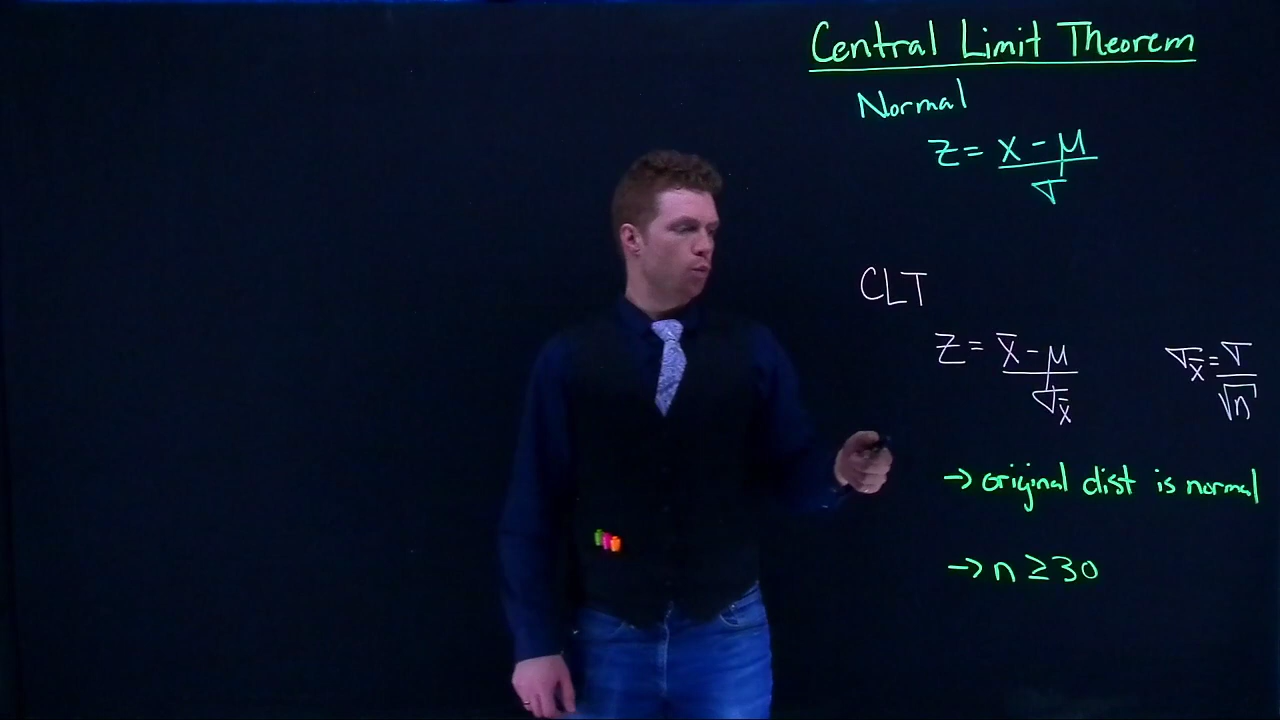 Central Limit Theorem
Normal
z = x - μ / σ
CLT
z = x̄ - μ / σx̄
σx̄ = σ / √n
→ original dist is normal
→ n ≥ 30